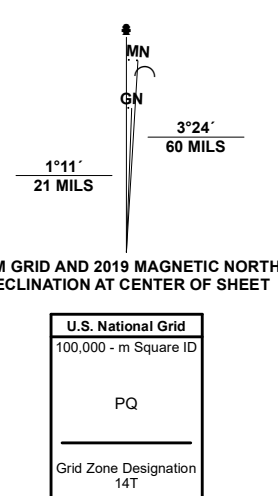 MN
GN
3°24´
60 MILS
1°11´
21 MILS
M GRID AND 2019 MAGNETIC NORTH
ECLINATION AT CENTER OF SHEET
U.S. National Grid
100,000 - m Square ID
PQ
Grid Zone Designation
14T